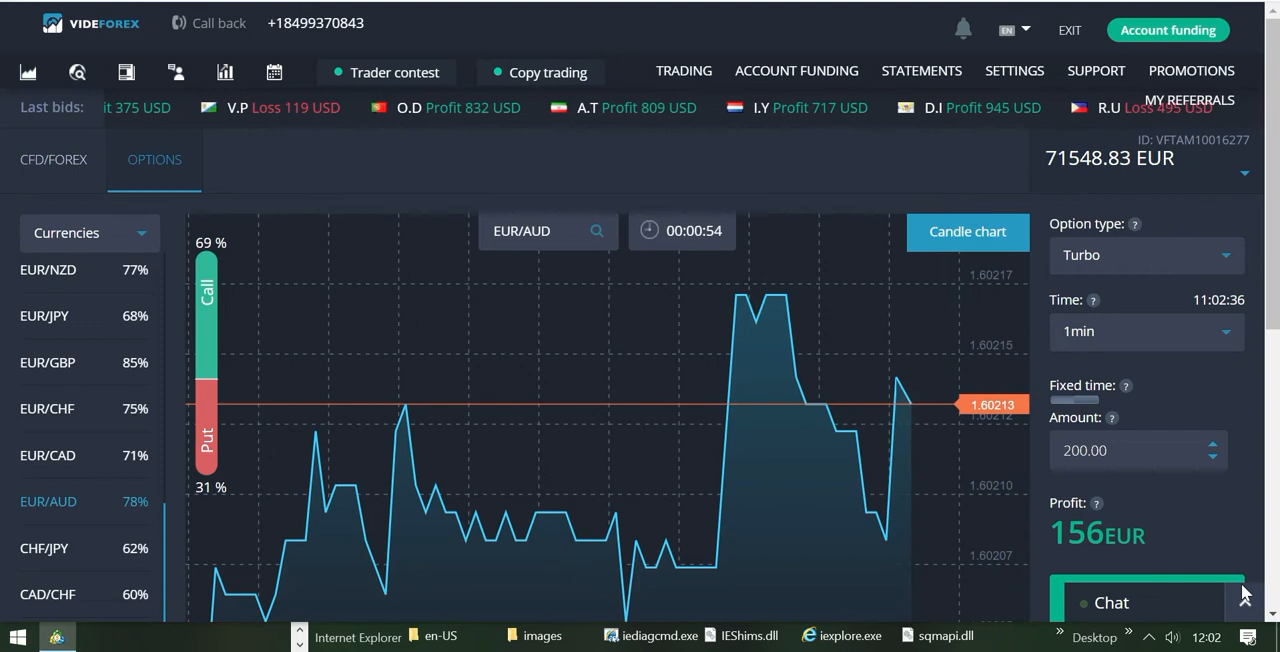 VIDEFOREX Call back +18499370843 EN EXIT Account funding
Trader contest Copy trading TRADING ACCOUNT FUNDING STATEMENTS SETTINGS SUPPORT PROMOTIONS
MY REFERRALS
Last bids: it 375 USD V.P Loss 119 USD O.D Profit 832 USD A.T Profit 809 USD I.Y Profit 717 USD D.I Profit 945 USD R.U Loss 495 USD
CFD/FOREX OPTIONS
ID: VFTAM10016277
71548.83 EUR
Currencies
EUR/NZD 77%
EUR/JPY 68%
EUR/GBP 85%
EUR/CHF 75%
EUR/CAD 71%
EUR/AUD 78%
CHF/JPY 62%
CAD/CHF 60%
69 %
Call
Put
31 %
EUR/AUD 00:00:54 Candle chart
1.60217
1.60215
1.60213
1.60212
1.60210
1.60207
Option type: ?
Turbo
Time: ? 11:02:36
1min
Fixed time: ?
Amount: ?
200.00
Profit: ?
156EUR
Chat
Internet Explorer en-US images iediagcmd.exe IEShims.dll iexplore.exe sqmapi.dll » Desktop » 12:02